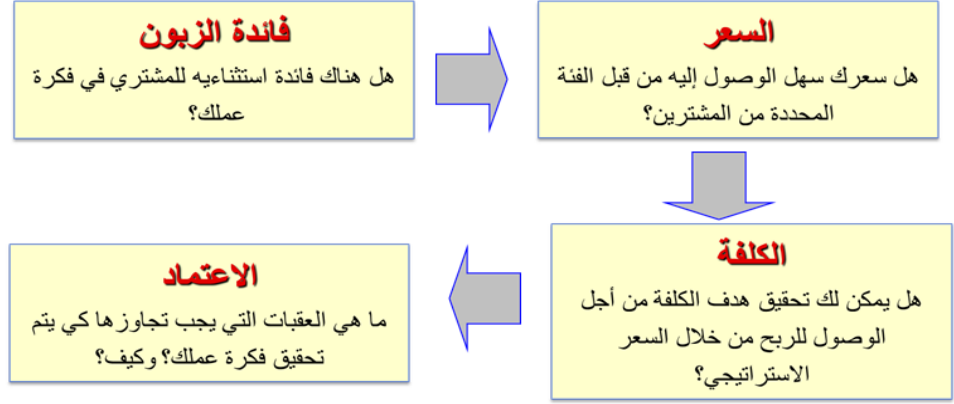 فائدة الزبون
هل هناك فائدة استثنائيه للمشتري في فكرة
عملك؟
السعر
هل سعرك سهل الوصول إليه من قبل الفئة
المحددة من المشترين؟
الكلفة
هل يمكن لك تحقيق هدف الكلفة من أجل
الوصول للربح من خلال السعر
الاستراتيجي؟
الاعتماد
ما هي العقبات التي يجب تجاوزها كي يتم
تحقيق فكرة عملك؟ وكيف؟